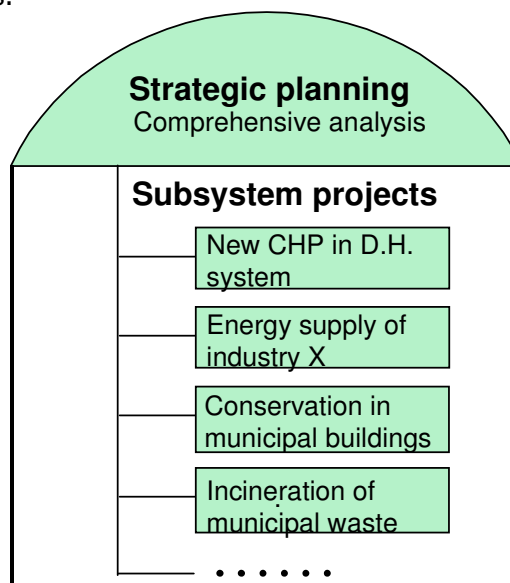 s.
Strategic planning
Comprehensive analysis
Subsystem projects
New CHP in D.H.
system
Energy supply of
industry X
Conservation in
municipal buildings
Incineration of
municipal waste
. . . . . .